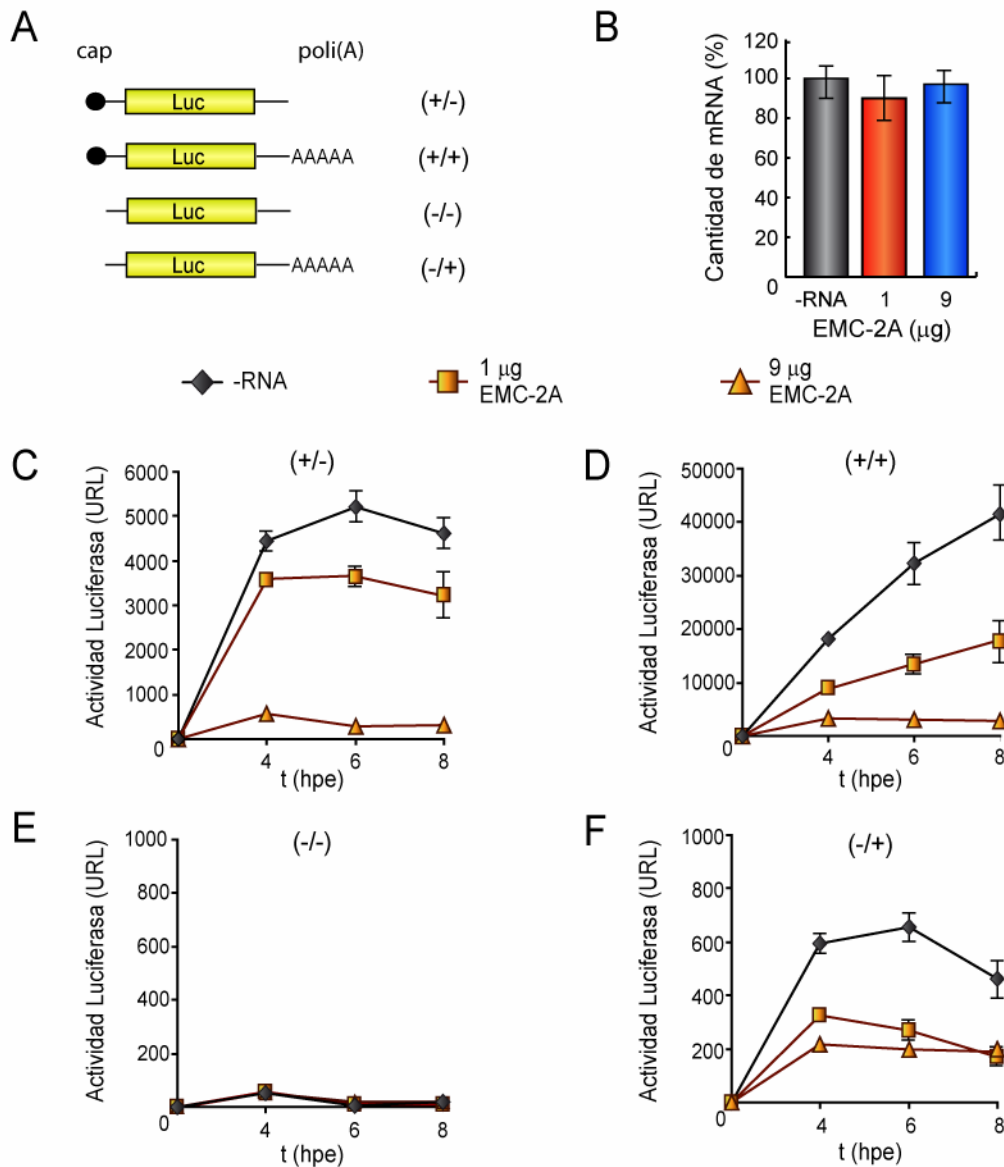 A
cap
poli(A)
Luc
(+/-)
Luc
AAAAA
(+/+)
Luc
(-/-)
Luc
AAAAA
(-/+)
B
Cantidad de mRNA (%)
120
100
80
60
40
20
0
-RNA
1
9
EMC-2A (μg)
-RNA
1 μg
EMC-2A
9 μg
EMC-2A
C
(+/-)
Actividad Luciferasa (URL)
6000
5000
4000
3000
2000
1000
0
4
6
8
t (hpe)
D
(+/+)
Actividad Luciferasa (URL)
50000
40000
30000
20000
10000
0
4
6
8
t (hpe)
E
(-/-)
Actividad Luciferasa (URL)
1000
800
600
400
200
0
4
6
8
t (hpe)
F
(-/+)
Actividad Luciferasa (URL)
1000
800
600
400
200
0
4
6
8
t (hpe)